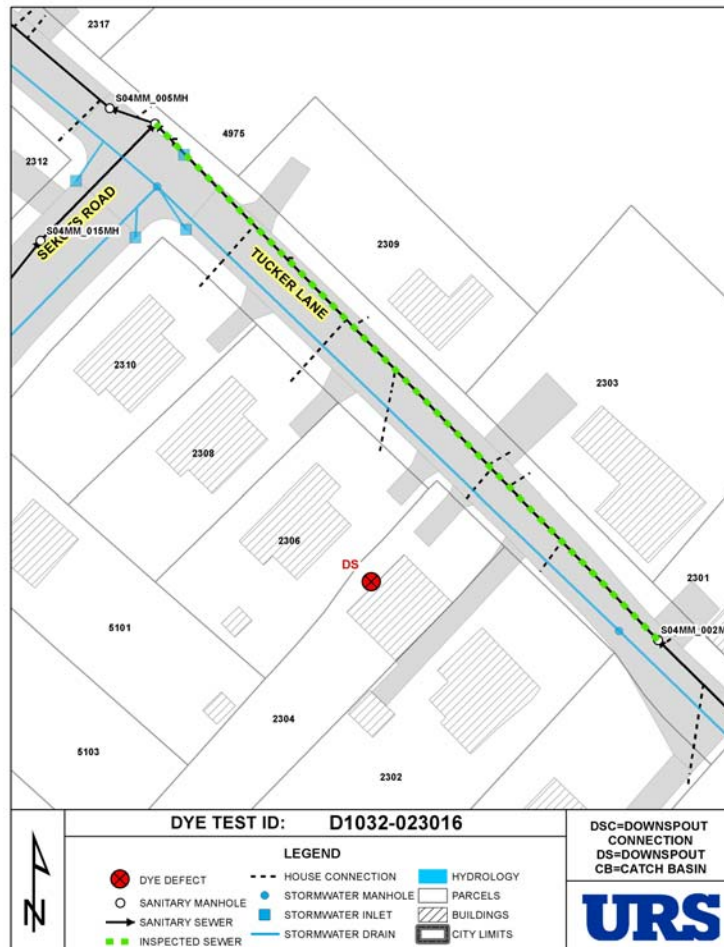 2317
S04MM_005MH
4975
2312
SEKOTS ROAD
S04MM_015MH
2309
TUCKER LANE
2310
2303
2308
2306
DS
2301
S04MM_002M
5101
2304
5103
2302
DYE TEST ID: D1032-023016
DSC=DOWNSPOUT
CONNECTION
DS=DOWNSPOUT
CB=CATCH BASIN
LEGEND
DYE DEFECT
SANITARY MANHOLE
SANITARY SEWER
INSPECTED SEWER
HOUSE CONNECTION
STORMWATER MANHOLE
STORMWATER INLET
STORMWATER DRAIN
HYDROLOGY
PARCELS
BUILDINGS
CITY LIMITS
N
URS